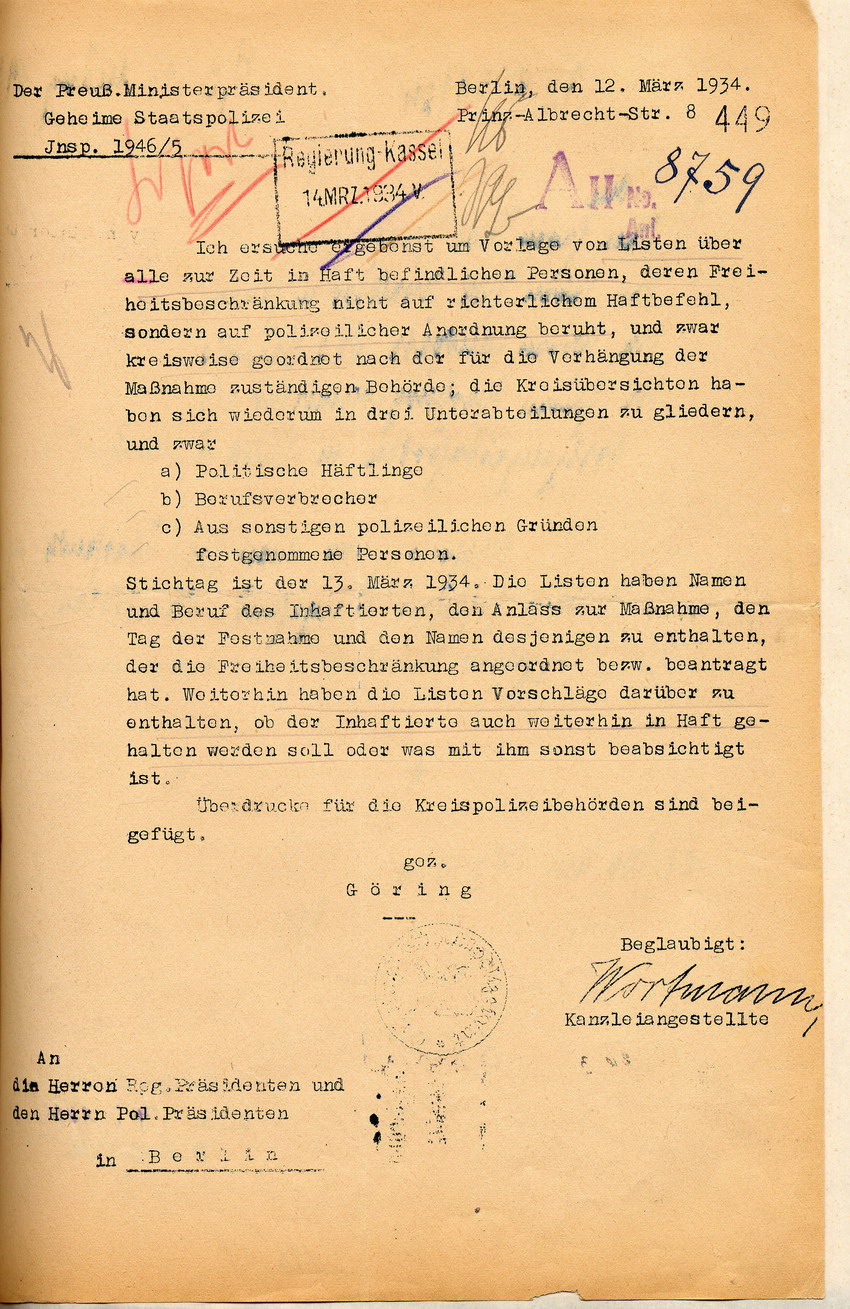 Der Preuß.Ministerpräsident.
Geheime Staatspolizei
Jnsp. 1946/5
Berlin, den 12. März 1934.
Prinz-Albrecht-Str. 8
449
Regierung-Kassel
14.MRZ.1934.V.
A II No. 8759
Anl.
Ich ersuche ergebenst um Vorlage von Listen über
alle zur Zeit in Haft befindlichen Personen, deren Frei-
heitsbeschränkung nicht auf richterlichem Haftbefehl,
sondern auf polizeilicher Anordnung beruht, und zwar
kreisweise geordnet nach der für die Verhängung der
Maßnahme zuständigen Behörde; die Kreisübersichten ha-
ben sich wiederum in drei Unterabteilungen zu gliedern,
und zwar
a) Politische Häftlinge
b) Berufsverbrecher
c) Aus sonstigen polizeilichen Gründen
festgenommene Personen.
Stichtag ist der 13. März 1934. Die Listen haben Namen
und Beruf des Inhaftierten, den Anlass zur Maßnahme, den
Tag der Festnahme und den Namen desjenigen zu enthalten,
der die Freiheitsbeschränkung angeordnet bezw. beantragt
hat. Weiterhin haben die Listen Vorschläge darüber zu
enthalten, ob der Inhaftierte auch weiterhin in Haft ge-
halten werden soll oder was mit ihm sonst beabsichtigt
ist.
Überdrucke für die Kreispolizeibehörden sind bei-
gefügt.
gez.
G ö r i n g
Beglaubigt:
Wortmann,
Kanzleiangestellte
An
die Herren Reg.Präsidenten und
den Herrn Pol.Präsidenten
in B e r l i n